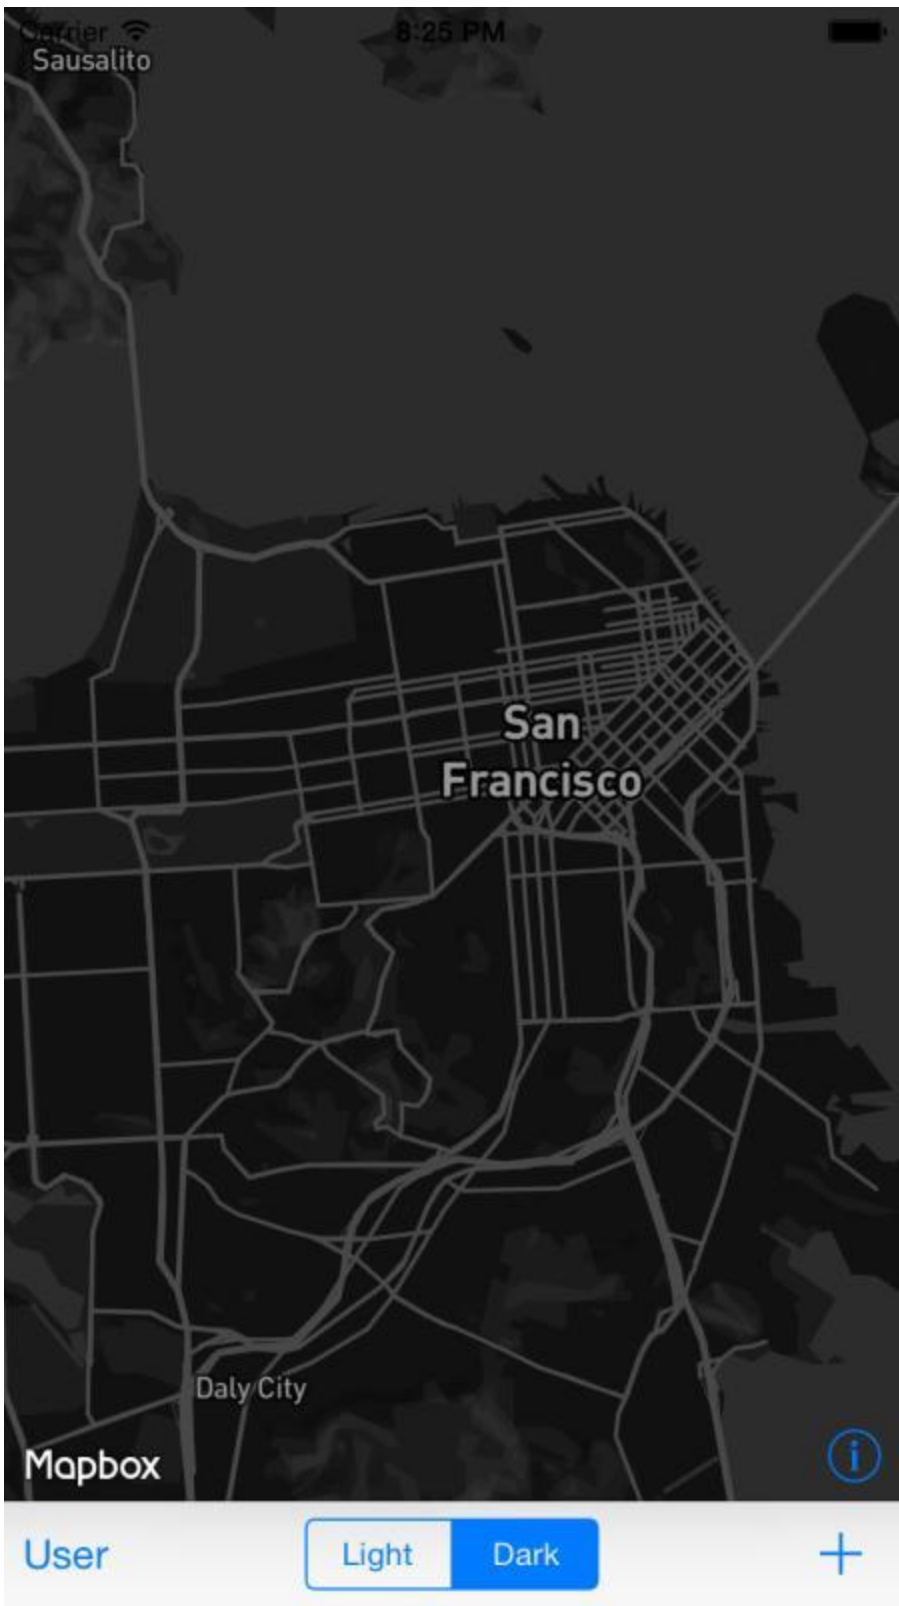 Carrier 8:25 PM
Sausalito
San
Francisco
Daly City
Mapbox
i
User Light Dark +